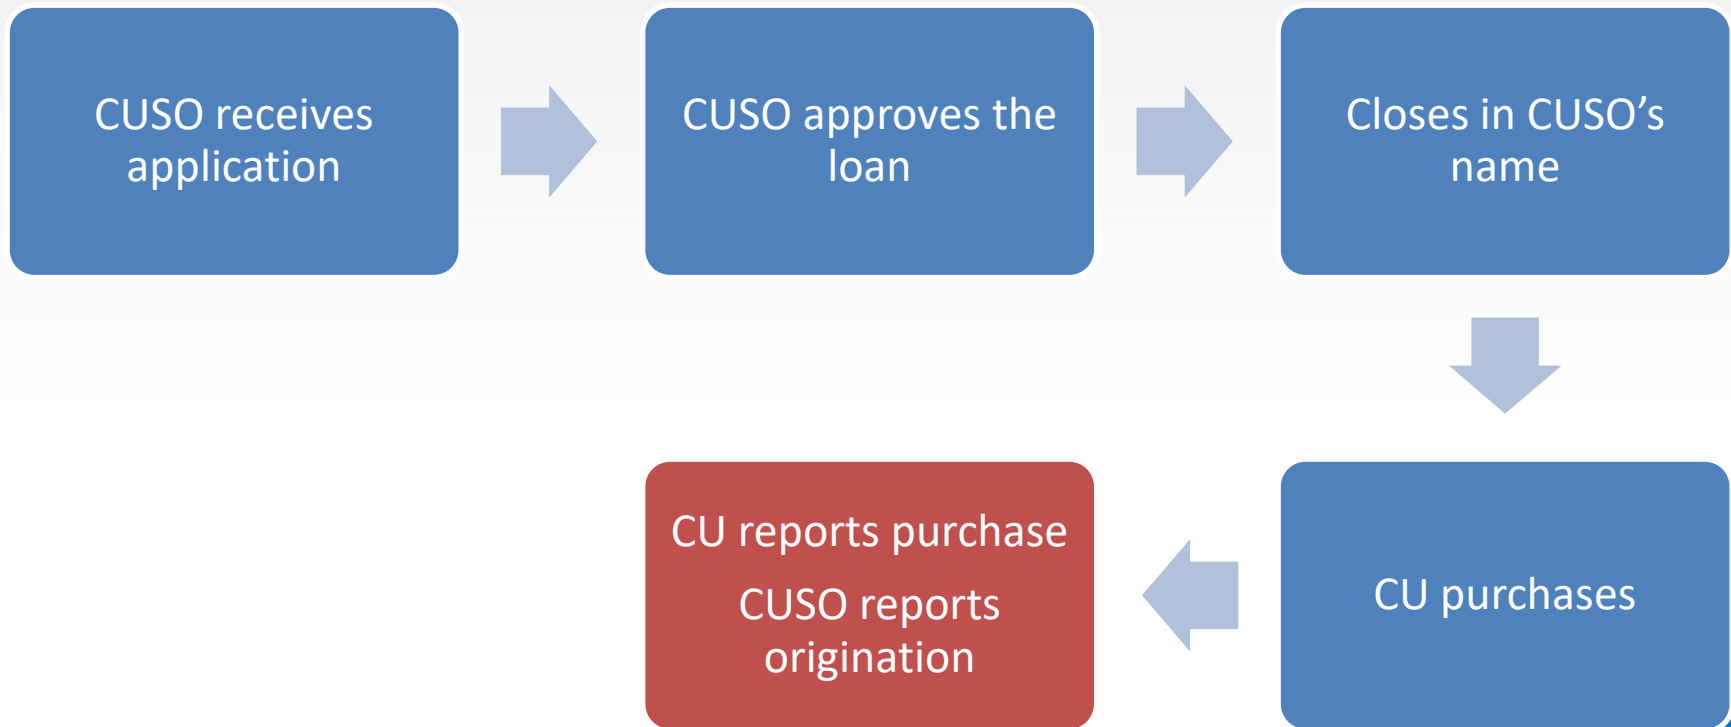 CUSO receives
application
CUSO approves the
loan
Closes in CUSO’s
name
CU purchases
CU reports purchase
CUSO reports
origination